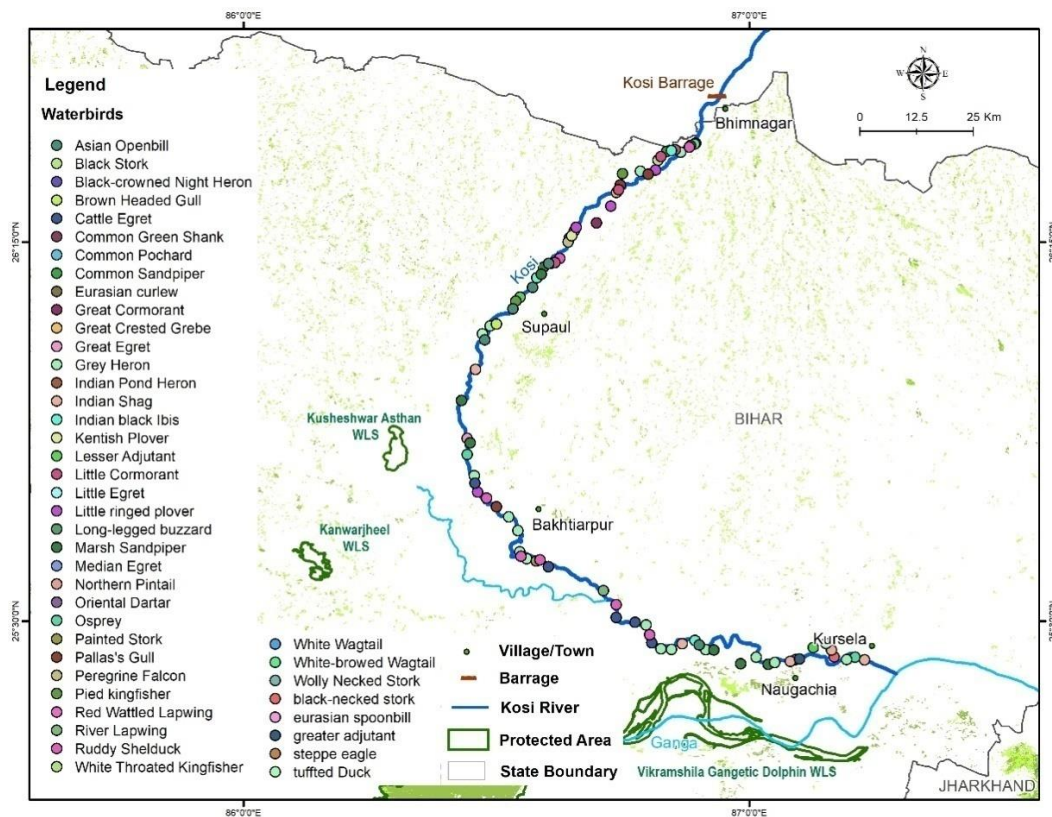 86°0'0"E
87°0'0"E
Legend
Waterbirds
Asian Openbill
Black Stork
Black-crowned Night Heron
Brown Headed Gull
Cattle Egret
Common Green Shank
Common Pochard
Common Sandpiper
Eurasian curlew
Great Cormorant
Great Crested Grebe
Great Egret
Grey Heron
Indian Pond Heron
Indian Shag
Indian black Ibis
Kentish Plover
Lesser Adjutant
Little Cormorant
Little Egret
Little ringed plover
Long-legged buzzard
Marsh Sandpiper
Median Egret
Northern Pintail
Oriental Dartar
Osprey
Painted Stork
Pallas's Gull
Peregrine Falcon
Pied kingfisher
Red Wattled Lapwing
River Lapwing
Ruddy Shelduck
White Throated Kingfisher
White Wagtail
White-browed Wagtail
Wolly Necked Stork
black-necked stork
eurasian spoonbill
greater adjutant
steppe eagle
tuffted Duck
Village/Town
Barrage
Kosi River
Protected Area
State Boundary
N
W E
S
0 12.5 25 Km
Kosi Barrage
Bhimnagar
26°15'0"N
Kosi
Supaul
BIHAR
Kusheshwar Asthan
WLS
Bakhtiarpur
Kanwarjheel
WLS
25°30'0"N
Kursela
Naugachia
Ganga
Vikramshila Gangetic Dolphin WLS
JHARKHAND
86°0'0"E
87°0'0"E